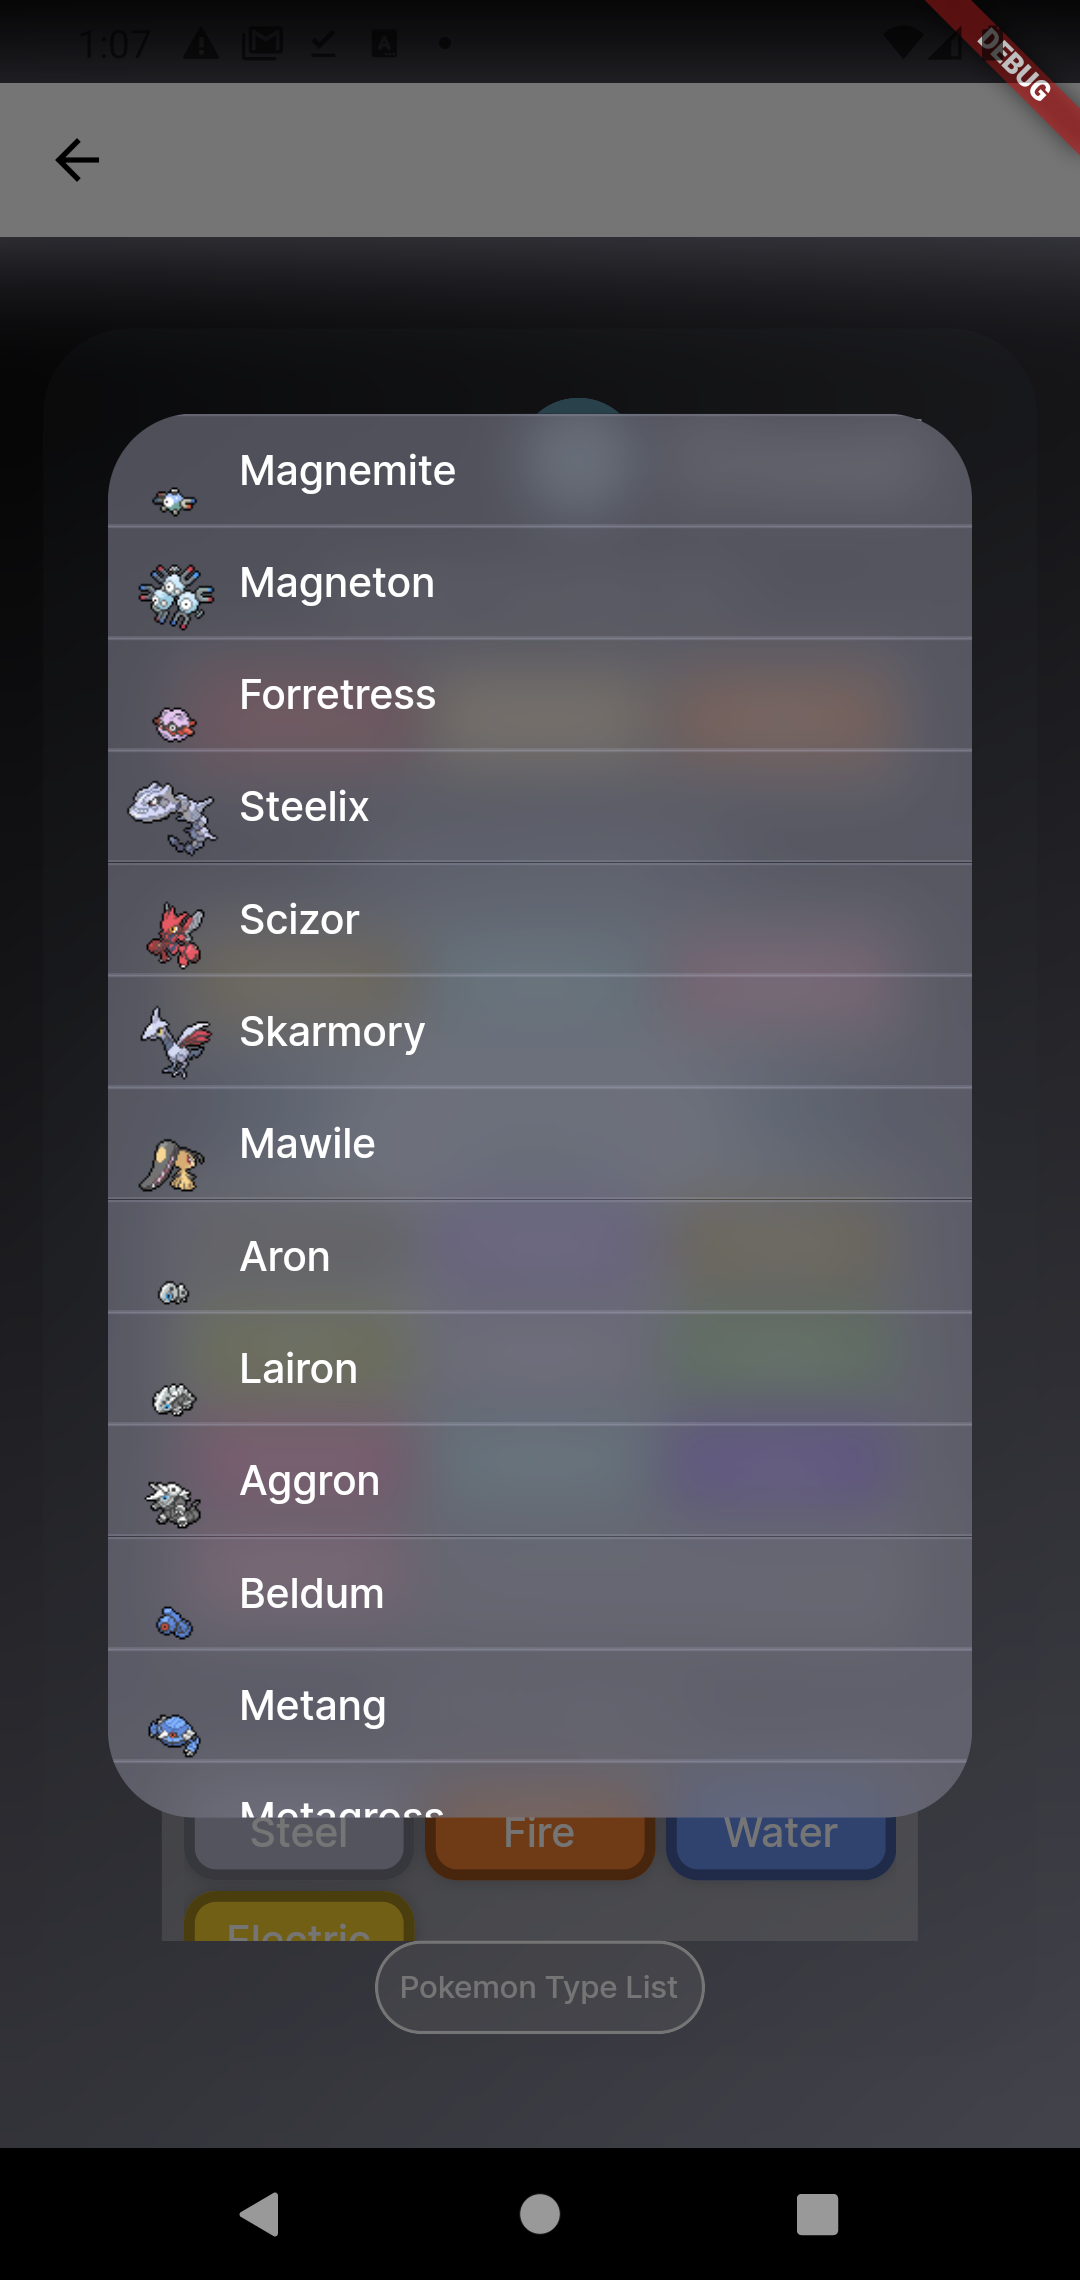 1:07
DEBUG
Magnemite
Magneton
Forretress
Steelix
Scizor
Skarmory
Mawile
Aron
Lairon
Aggron
Beldum
Metang
Metagross
Steel Fire Water
Electric
Pokemon Type List